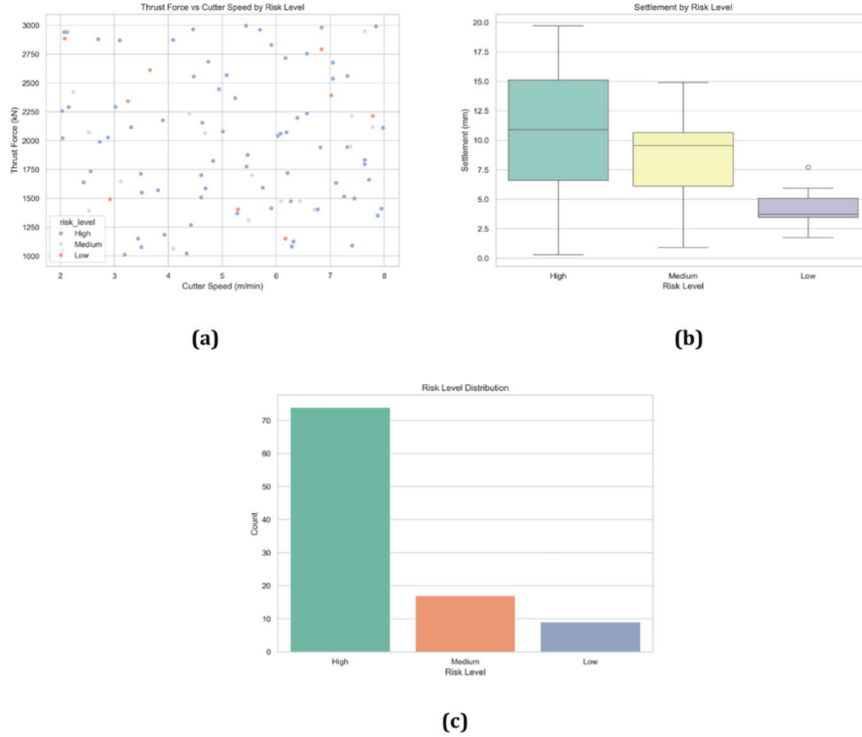 Thrust Force vs Cutter Speed by Risk Level
Thrust Force (kN)
3000
2750
2500
2250
2000
1750
1500
1250
1000
risk_level
High
Medium
Low
2 3 4 5 6 7 8
Cutter Speed (m/min)
(a)
Settlement by Risk Level
Settlement (mm)
20.0
17.5
15.0
12.5
10.0
7.5
5.0
2.5
0.0
High Medium Low
Risk Level
(b)
Risk Level Distribution
Count
70
60
50
40
30
20
10
0
High Medium Low
Risk Level
(c)